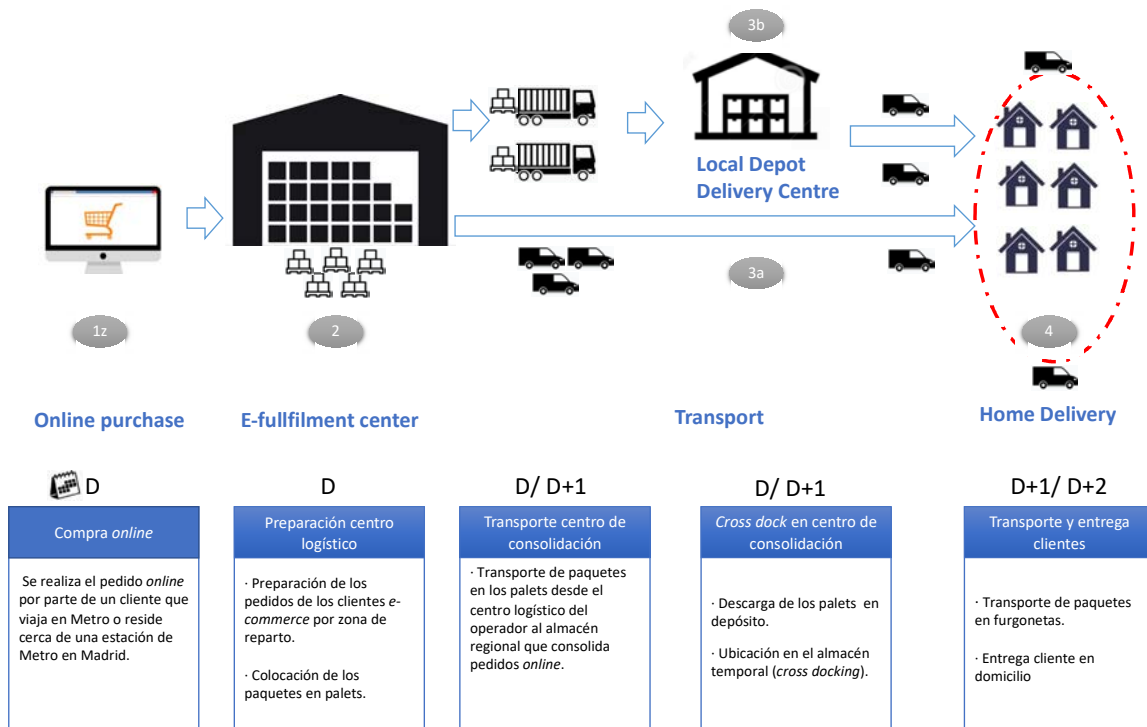 3b
Local Depot
Delivery Centre
3a
1z
2
4
Online purchase
E-fullfilment center
Transport
Home Delivery
D
D
D/ D+1
D/ D+1
D+1/ D+2
Compra online
Se realiza el pedido online
por parte de un cliente que
viaja en Metro o reside
cerca de una estación de
Metro en Madrid.
Preparación centro
logístico
· Preparación de los
pedidos de los clientes e-
commerce por zona de
reparto.
· Colocación de los
paquetes en palets.
Transporte centro de
consolidación
· Transporte de paquetes
en los palets desde el
centro logístico del
operador al almacén
regional que consolida
pedidos online.
Cross dock en centro de
consolidación
· Descarga de los palets en
depósito.
· Ubicación en el almacén
temporal (cross docking).
Transporte y entrega
clientes
· Transporte de paquetes
en furgonetas.
· Entrega cliente en
domicilio